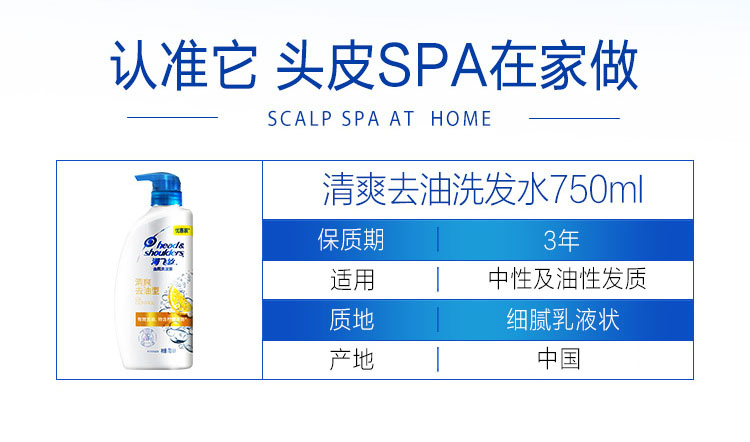 认准它 头皮SPA在家做
SCALP SPA AT HOME
清爽去油洗发水750ml
保质期 3年
适用 中性及油性发质
质地 细腻乳液状
产地 中国
优惠装
head&
shoulders
海飞丝
清爽
去油型